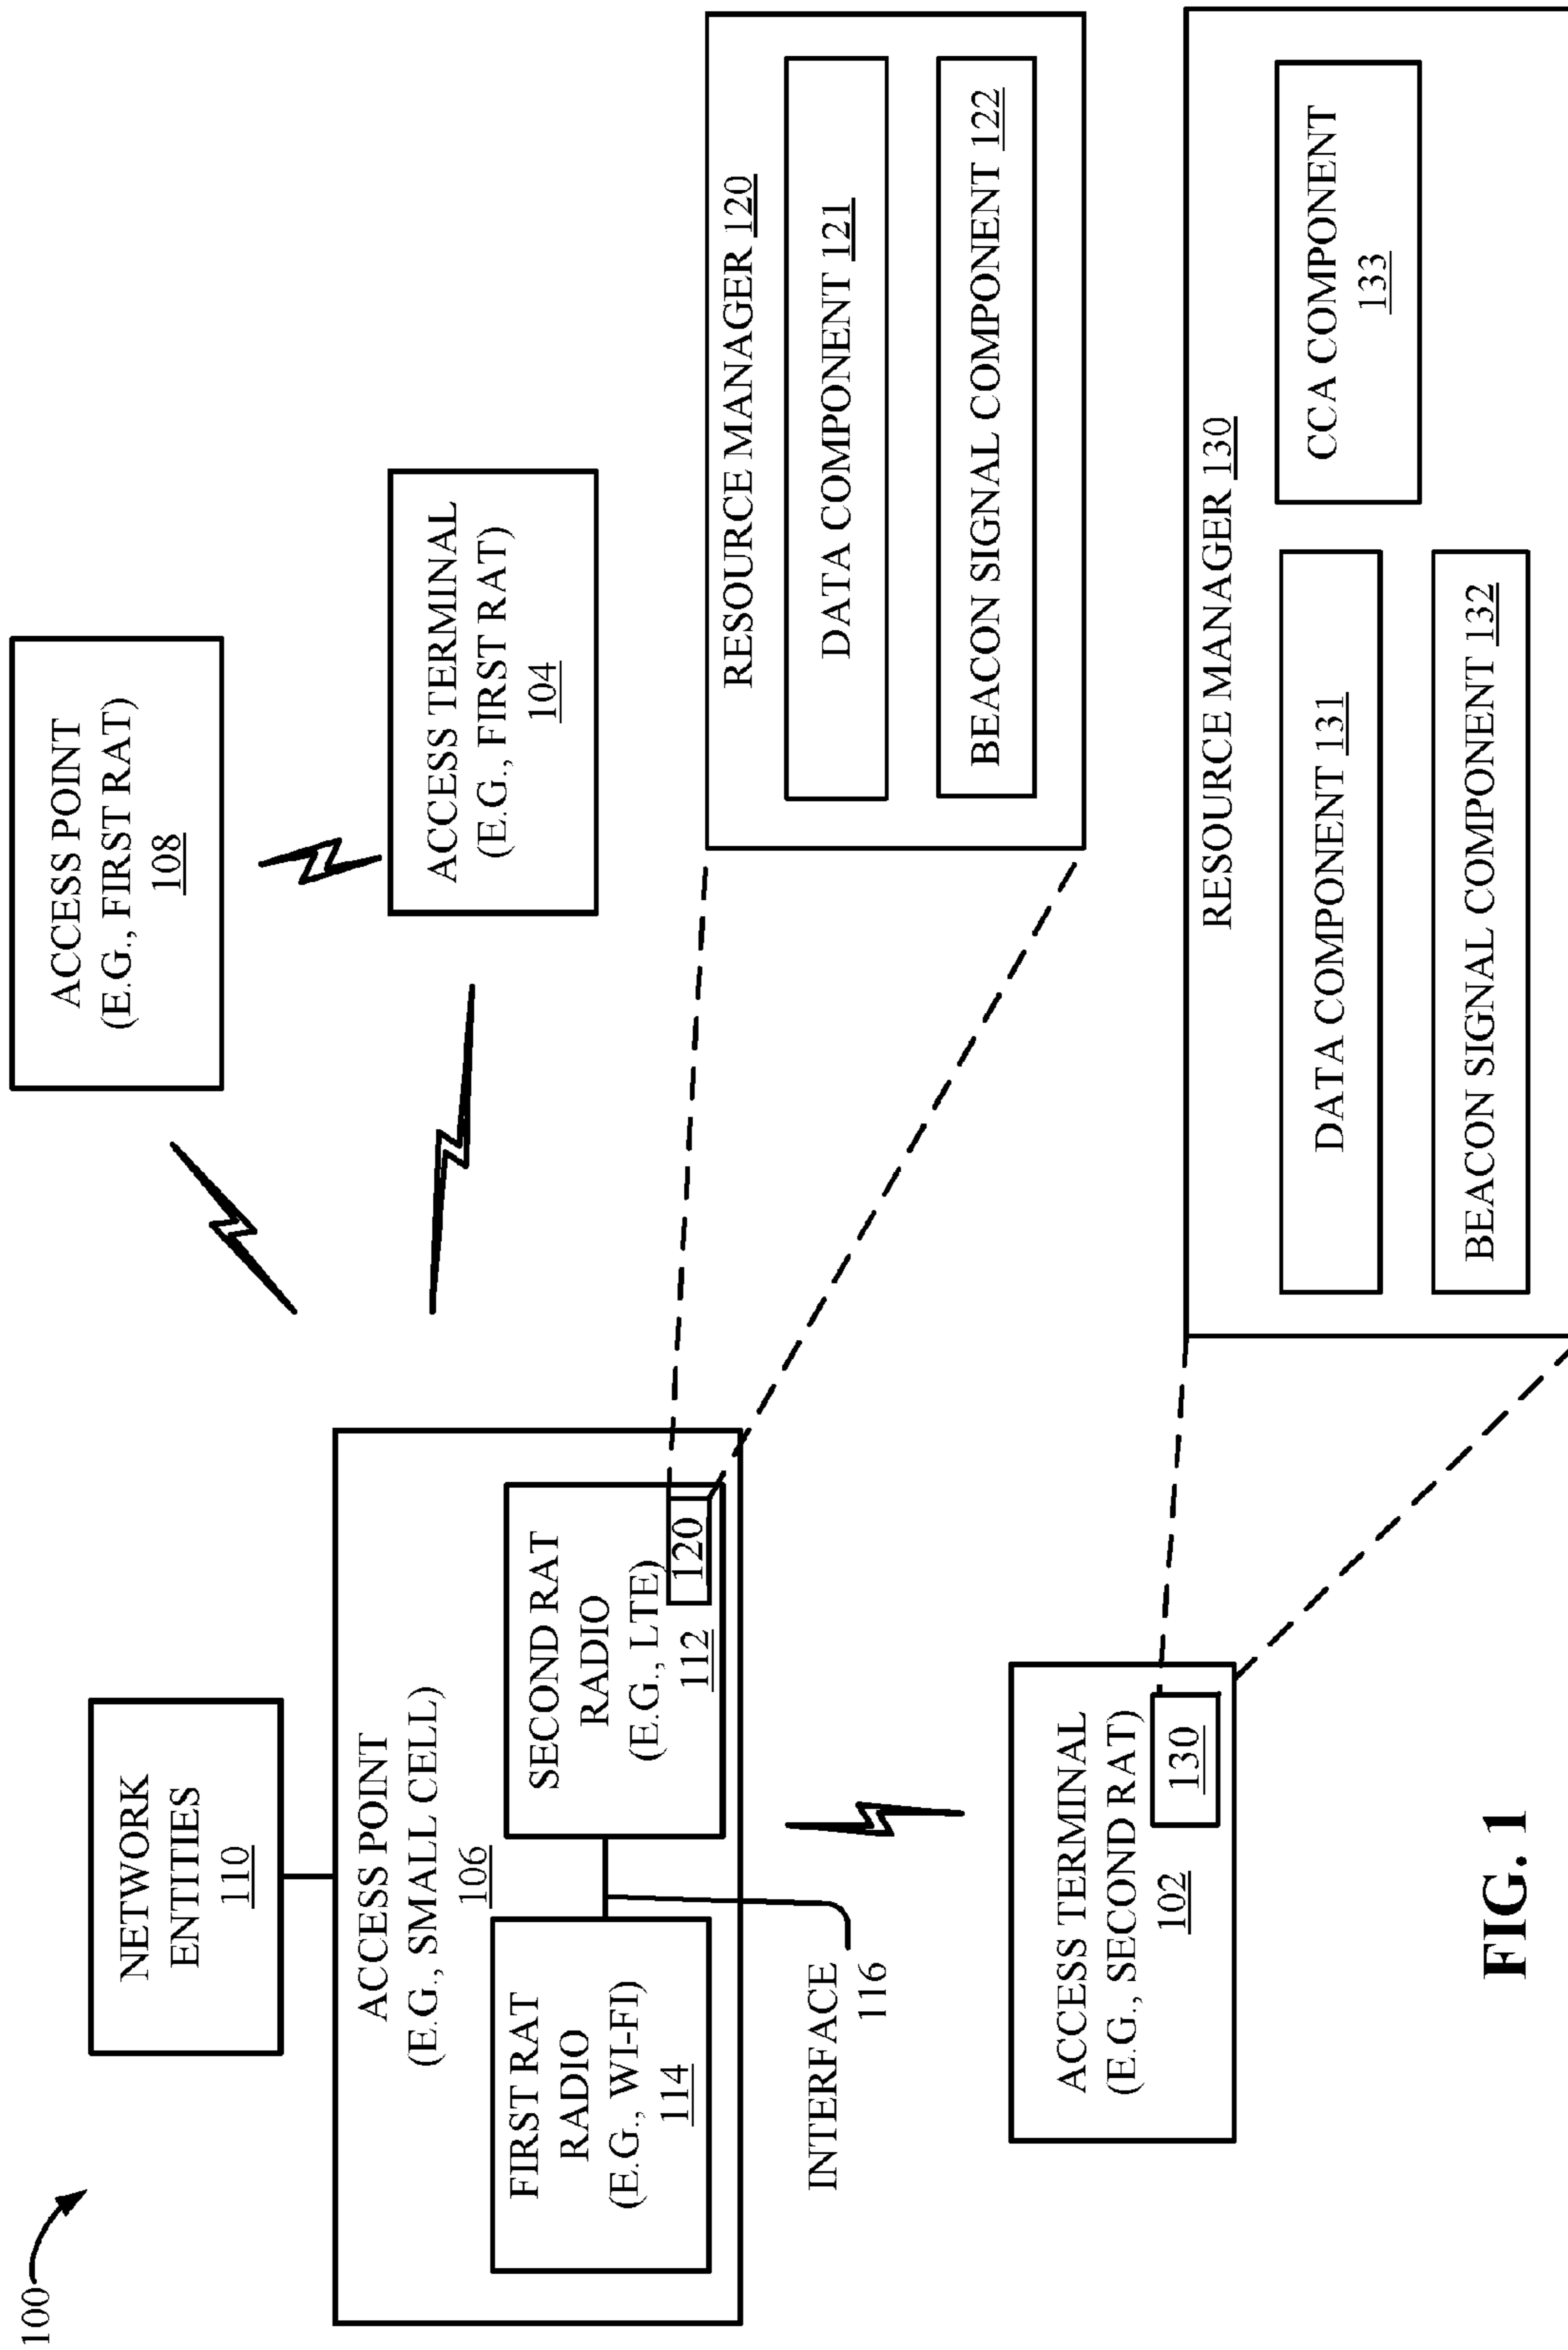 100
NETWORK
ENTITIES
110
ACCESS POINT
(E.G., SMALL CELL)
106
FIRST RAT
RADIO
(E.G., WI-FI)
114
SECOND RAT
RADIO
(E.G., LTE)
112
120
INTERFACE
116
ACCESS POINT
(E.G., FIRST RAT)
108
ACCESS TERMINAL
(E.G., FIRST RAT)
104
RESOURCE MANAGER 120
DATA COMPONENT 121
BEACON SIGNAL COMPONENT 122
ACCESS TERMINAL
(E.G., SECOND RAT)
102
130
RESOURCE MANAGER 130
DATA COMPONENT 131
BEACON SIGNAL COMPONENT 132
CCA COMPONENT
133
FIG. 1